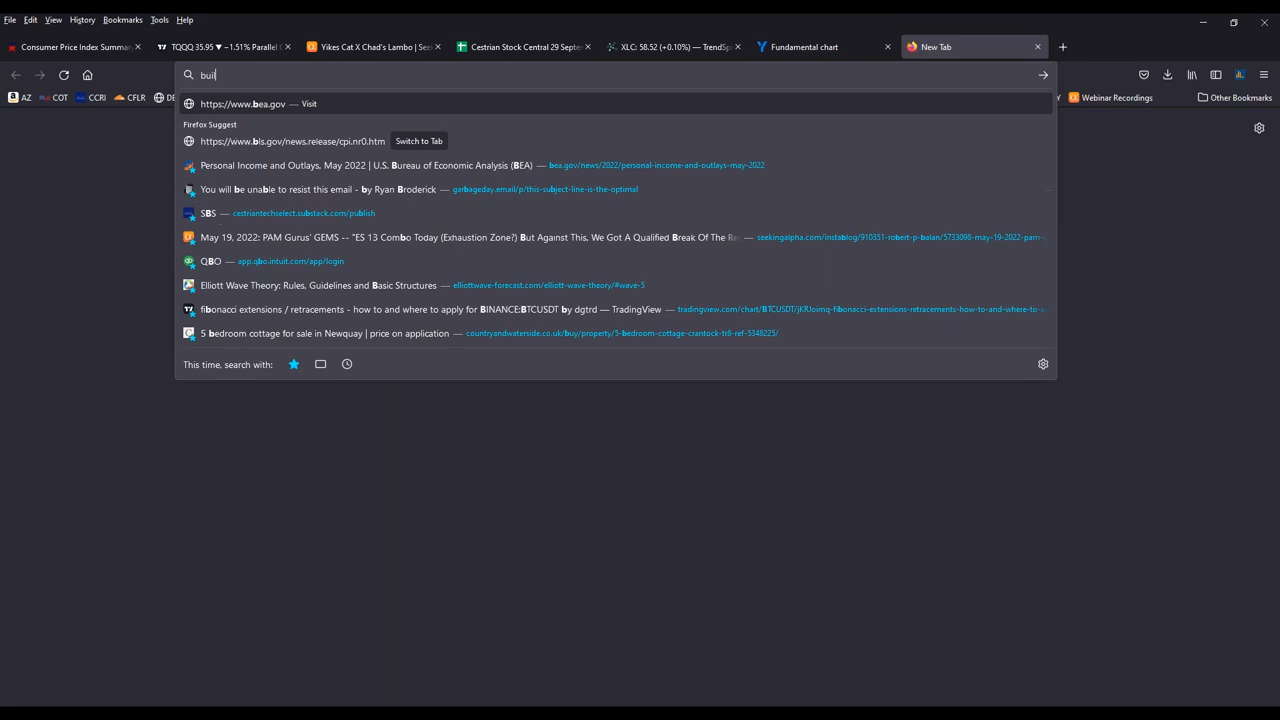 File Edit View History Bookmarks Tools Help
Consumer Price Index Summar
TQQQ 35.95 ▼ −1.51% Parallel C
Yikes Cat X Chad's Lambo | Seek
Cestrian Stock Central 29 Septe
XLC: 58.52 (+0.10%) — TrendSp
Fundamental chart
New Tab
buil
AZ COT CCRI CFLR DE
Webinar Recordings
Other Bookmarks
https://www.bea.gov — Visit
Firefox Suggest
https://www.bls.gov/news.release/cpi.nr0.htm Switch to Tab
Personal Income and Outlays, May 2022 | U.S. Bureau of Economic Analysis (BEA) — bea.gov/news/2022/personal-income-and-outlays-may-2022
You will be unable to resist this email - by Ryan Broderick — garbageday.email/p/this-subject-line-is-the-optimal
SBS — cestriantechselect.substack.com/publish
May 19, 2022: PAM Gurus' GEMS -- "ES 13 Combo Today (Exhaustion Zone?) But Against This, We Got A Qualified Break Of The Re seekingalpha.com/instablog/910351-robert-p-balan/5733098-may-19-2022-pam-
QBO — app.qbo.intuit.com/app/login
Elliott Wave Theory: Rules, Guidelines and Basic Structures — elliottwave-forecast.com/elliott-wave-theory/#wave-5
fibonacci extensions / retracements - how to and where to apply for BINANCE:BTCUSDT by dgtrd — TradingView — tradingview.com/chart/BTCUSDT/jKRJoimq-fibonacci-extensions-retracements-how-to-and-where-to-a
5 bedroom cottage for sale in Newquay | price on application — countryandwaterside.co.uk/buy/property/5-bedroom-cottage-crantock-tr8-ref-5348225/
This time, search with: